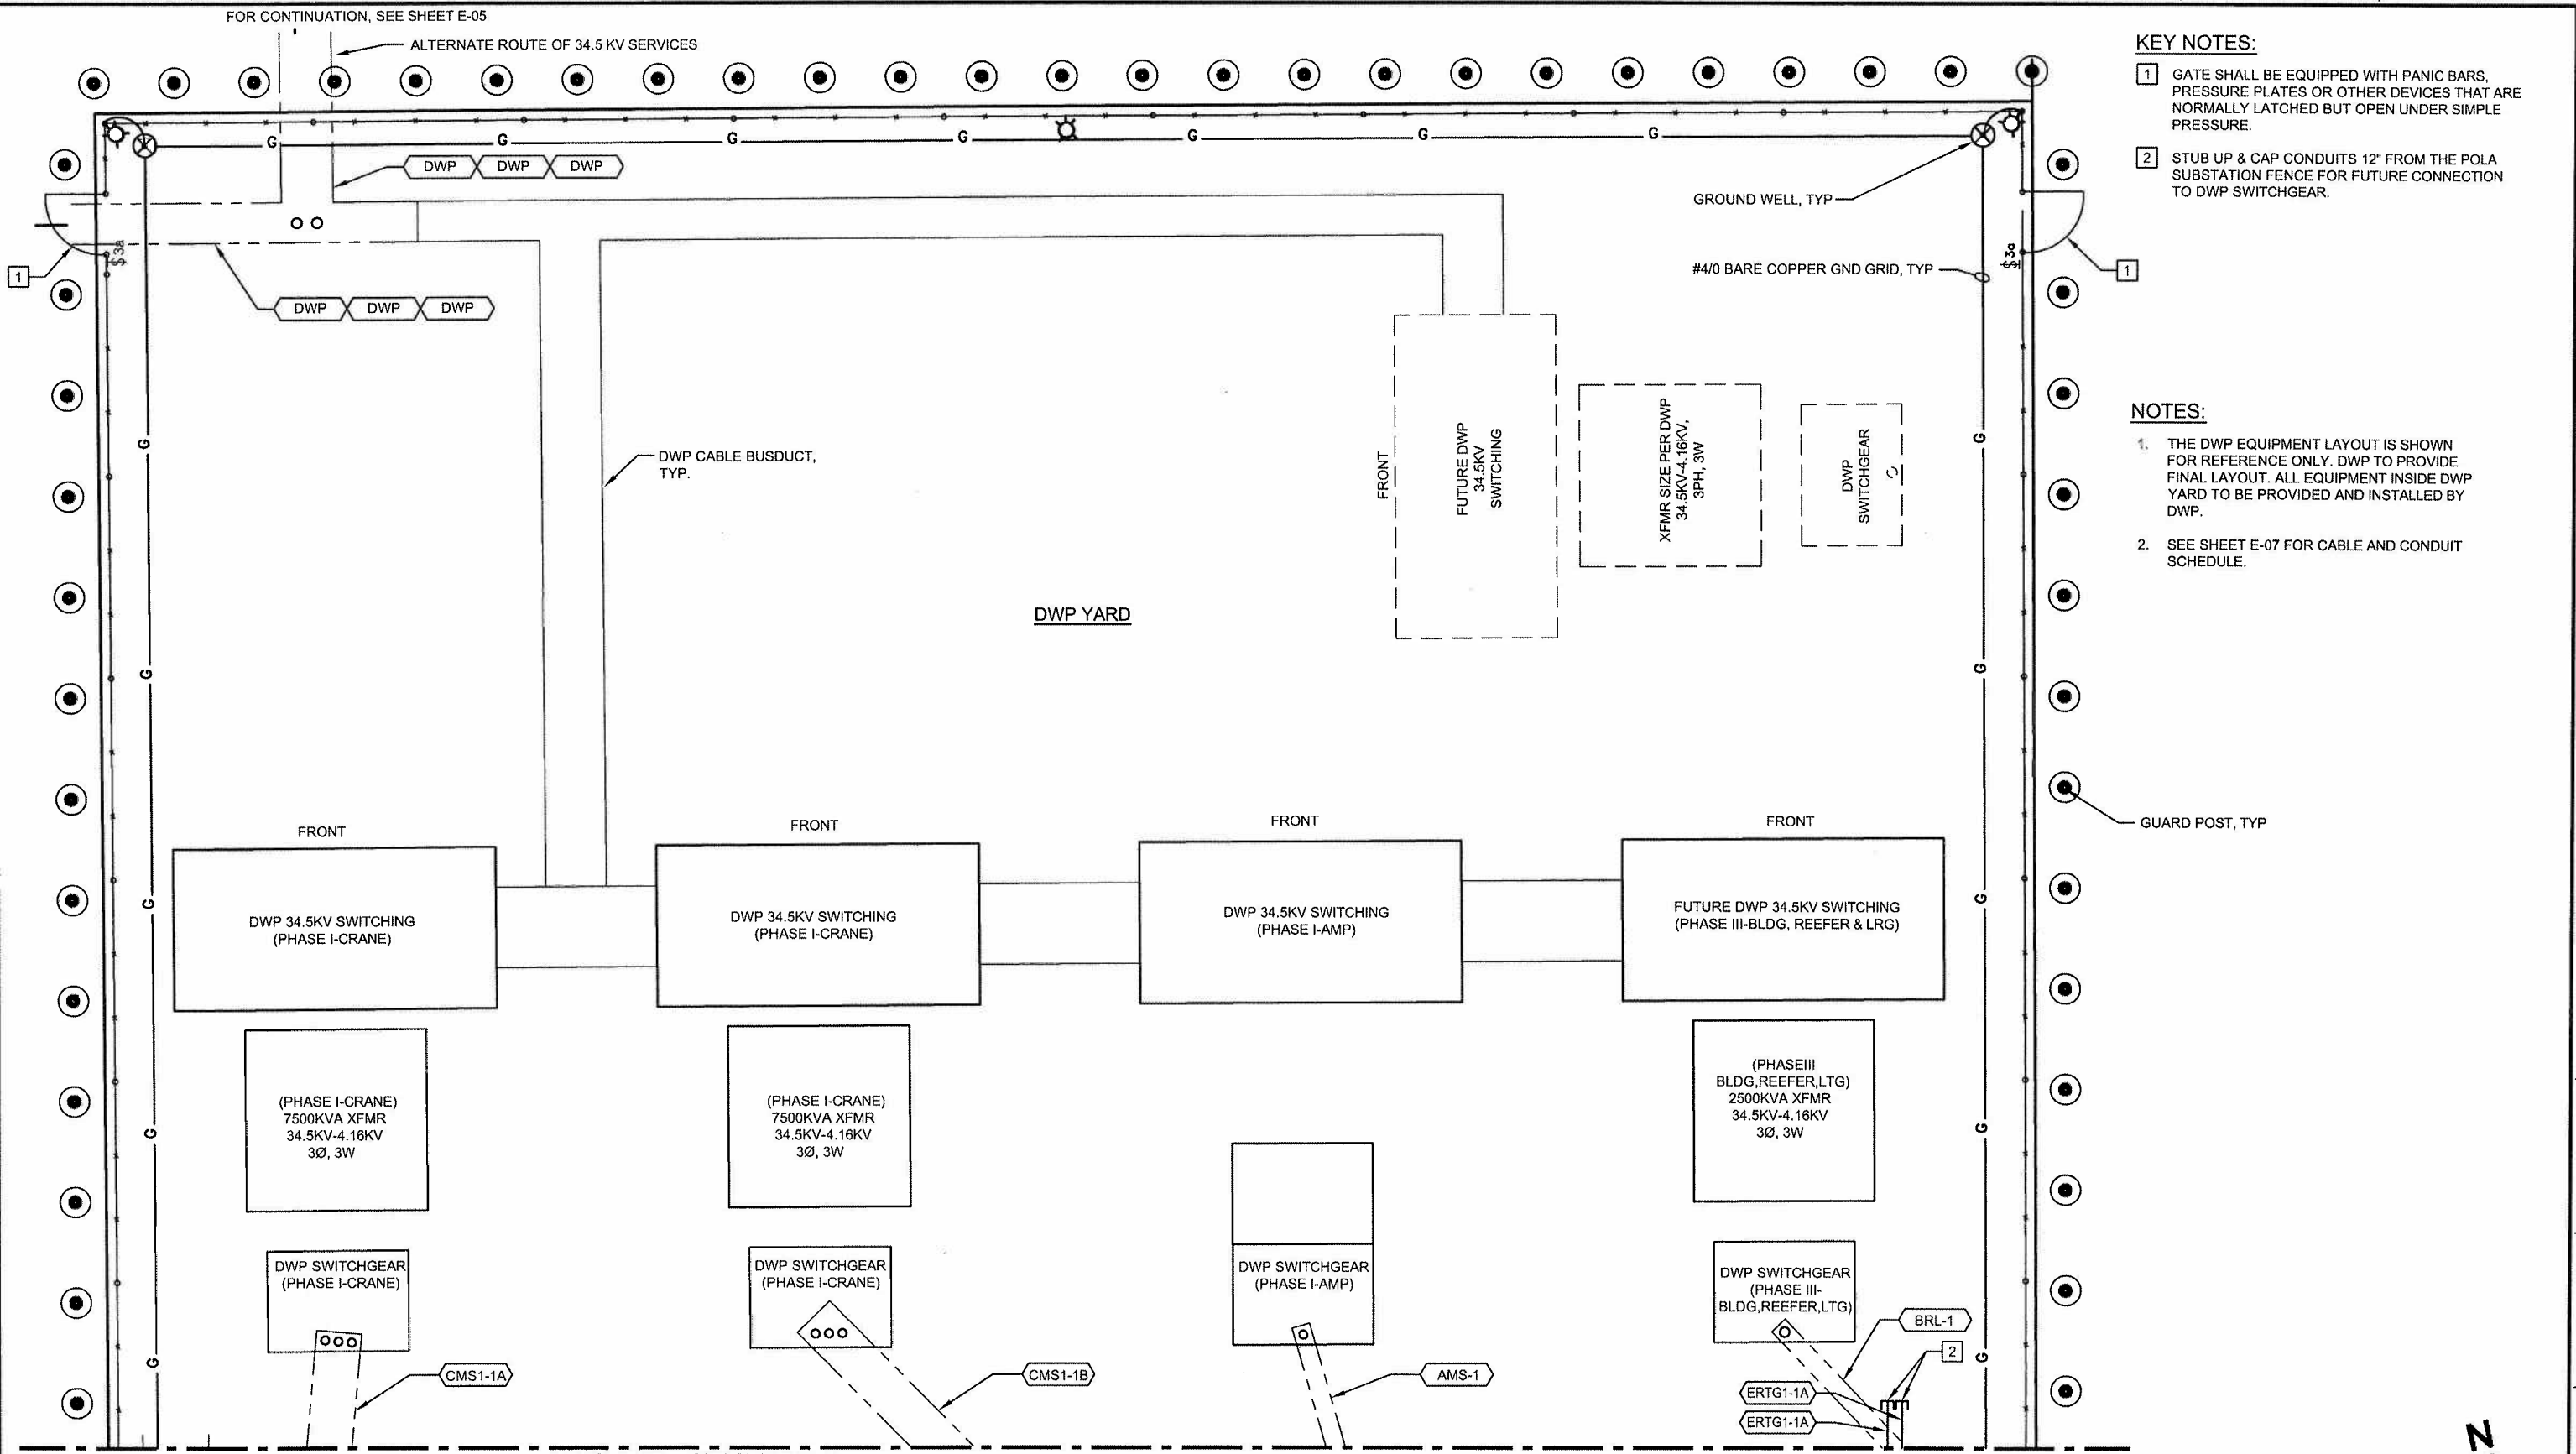 FOR CONTINUATION, SEE SHEET E-05
ALTERNATE ROUTE OF 34.5 KV SERVICES
G G G G G G G
DWP DWP DWP
$3a
1
DWP DWP DWP
GROUND WELL, TYP
#4/0 BARE COPPER GND GRID, TYP
$3a
1
G
G
G
G
G
DWP CABLE BUSDUCT,
TYP.
FRONT
FUTURE DWP
34.5KV
SWITCHING
XFMR SIZE PER DWP
34.5KV-4.16KV,
3PH, 3W
DWP
SWITCHGEAR
G
G
G
G
G
DWP YARD
GUARD POST, TYP
FRONT
DWP 34.5KV SWITCHING
(PHASE I-CRANE)
FRONT
DWP 34.5KV SWITCHING
(PHASE I-CRANE)
FRONT
DWP 34.5KV SWITCHING
(PHASE I-AMP)
FRONT
FUTURE DWP 34.5KV SWITCHING
(PHASE III-BLDG, REEFER & LRG)
(PHASE I-CRANE)
7500KVA XFMR
34.5KV-4.16KV
3Ø, 3W
(PHASE I-CRANE)
7500KVA XFMR
34.5KV-4.16KV
3Ø, 3W
(PHASEIII
BLDG,REEFER,LTG)
2500KVA XFMR
34.5KV-4.16KV
3Ø, 3W
DWP SWITCHGEAR
(PHASE I-CRANE)
DWP SWITCHGEAR
(PHASE I-CRANE)
DWP SWITCHGEAR
(PHASE I-AMP)
DWP SWITCHGEAR
(PHASE III-
BLDG,REEFER,LTG)
CMS1-1A
CMS1-1B
AMS-1
BRL-1
2
ERTG1-1A
ERTG1-1A
KEY NOTES:
1 GATE SHALL BE EQUIPPED WITH PANIC BARS,
PRESSURE PLATES OR OTHER DEVICES THAT ARE
NORMALLY LATCHED BUT OPEN UNDER SIMPLE
PRESSURE.
2 STUB UP & CAP CONDUITS 12" FROM THE POLA
SUBSTATION FENCE FOR FUTURE CONNECTION
TO DWP SWITCHGEAR.
NOTES:
1. THE DWP EQUIPMENT LAYOUT IS SHOWN
FOR REFERENCE ONLY. DWP TO PROVIDE
FINAL LAYOUT. ALL EQUIPMENT INSIDE DWP
YARD TO BE PROVIDED AND INSTALLED BY
DWP.
2. SEE SHEET E-07 FOR CABLE AND CONDUIT
SCHEDULE.
N